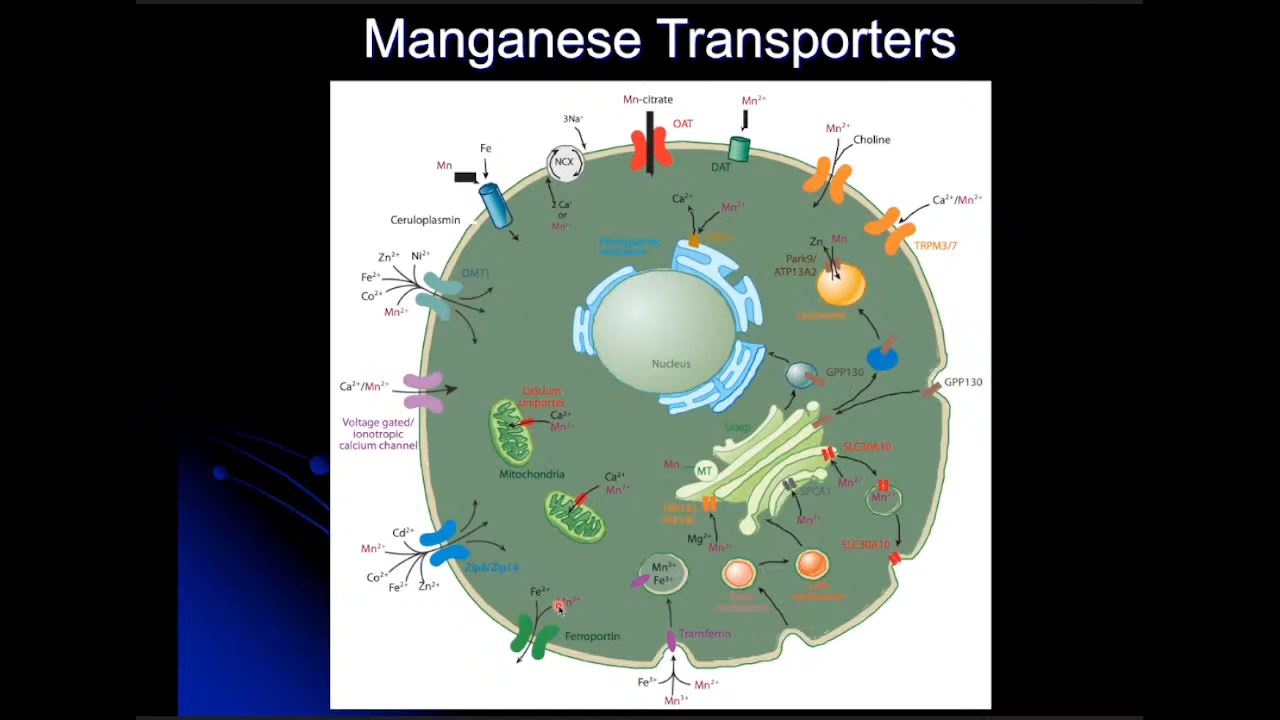 Manganese Transporters
Mn-citrate
Mn²⁺
3Na⁺
OAT
Mn²⁺
Choline
Fe
Mn
NCX
DAT
Ceruloplasmin
Ca²⁺
Mn²⁺
Ca²⁺/Mn²⁺
or
TRPM3/7
Zn
Mn
Park9/
ATP13A2
Zn²⁺
Ni²⁺
DMT1
Fe²⁺
Co²⁺
Mn²⁺
Nucleus
GPP130
GPP130
Ca²⁺/Mn²⁺
Voltage gated/
ionotropic
calcium channel
Calcium
uniporter
Ca²⁺
Mn²⁺
Mitochondria
Golgi
SLC30A10
Mn
MT
Ca²⁺
Mn²⁺
SPCA1
Mn²⁺
Mn²⁺
Mn²⁺
Cd²⁺
Mn²⁺
Co²⁺
Fe²⁺
Zn²⁺
Zip8/Zip14
Mg²⁺
Mn²⁺
SLC30A10
Mn²⁺
Fe³⁺
Fe²⁺
Mn²⁺
Ferroportin
Transferrin
Fe³⁺
Mn²⁺
Mn³⁺